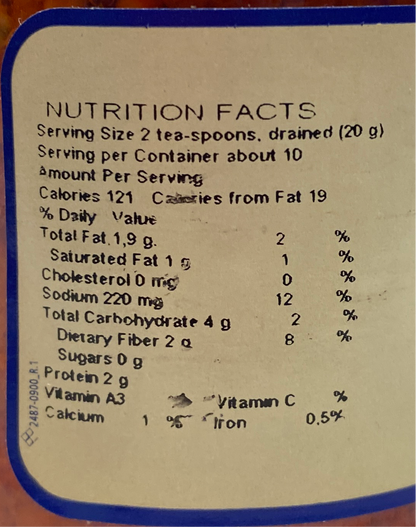 NUTRITION FACTS
Serving Size 2 tea-spoons, drained (20 g)
Serving per Container about 10
Amount Per Serving
Calories 121 Calories from Fat 19
% Daily Value
Total Fat 1,9 g. 2 %
Saturated Fat 1 g 1 %
Cholesterol 0 mg 0 %
Sodium 220 mg 12 %
Total Carbohydrate 4 g 2 %
Dietary Fiber 2 g 8 %
Sugars 0 g
Protein 2 g
Vitamin A3 Vitamin C %
Calcium 1 % Iron 0,5%
2487-0900_R.1